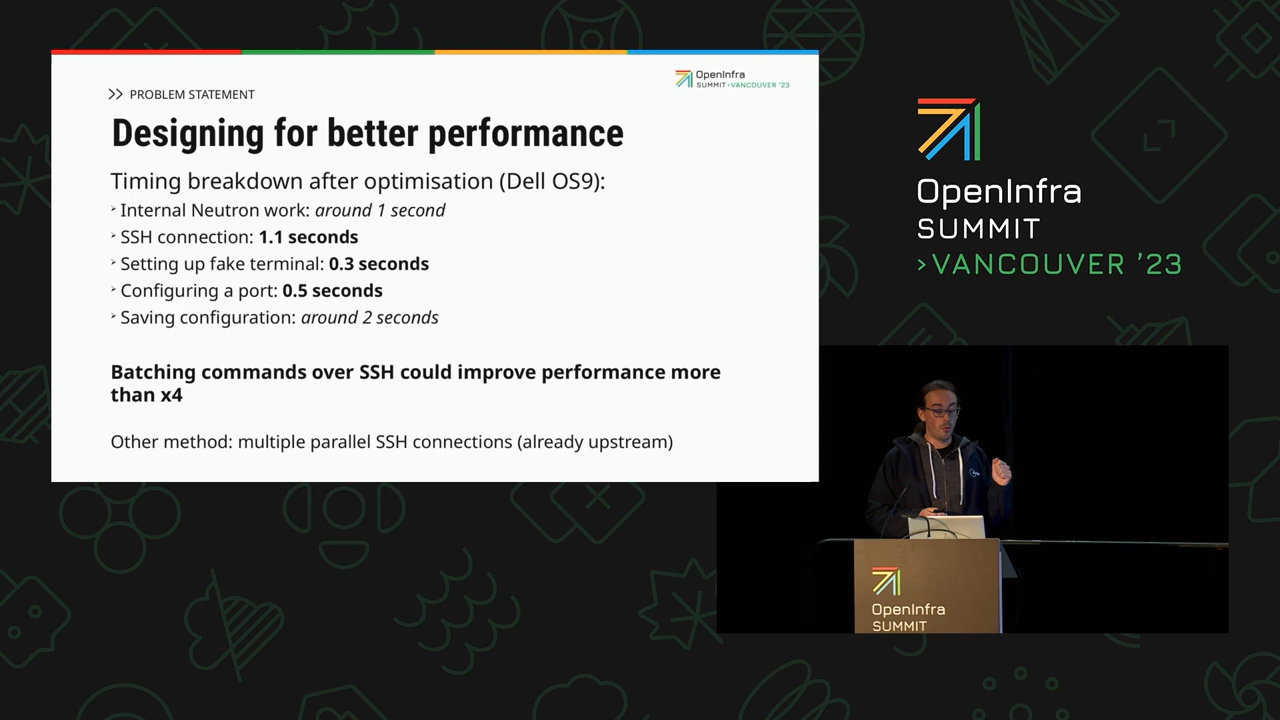 OpenInfra
SUMMIT›VANCOUVER '23
PROBLEM STATEMENT
Designing for better performance
Timing breakdown after optimisation (Dell OS9):
Internal Neutron work: around 1 second
SSH connection: 1.1 seconds
Setting up fake terminal: 0.3 seconds
Configuring a port: 0.5 seconds
Saving configuration: around 2 seconds
Batching commands over SSH could improve performance more
than x4
Other method: multiple parallel SSH connections (already upstream)
OpenInfra
SUMMIT
›VANCOUVER '23
OpenInfra
SUMMIT